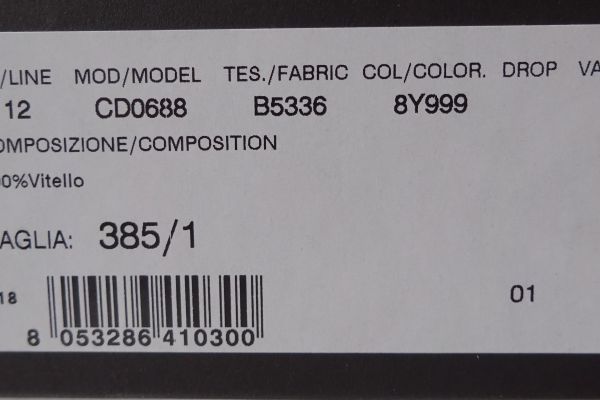 /LINE MOD/MODEL TES./FABRIC COL/COLOR. DROP VA
12 CD0688 B5336 8Y999
OMPOSIZIONE/COMPOSITION
00%Vitello
AGLIA: 385/1
18 01
8 053286 410300